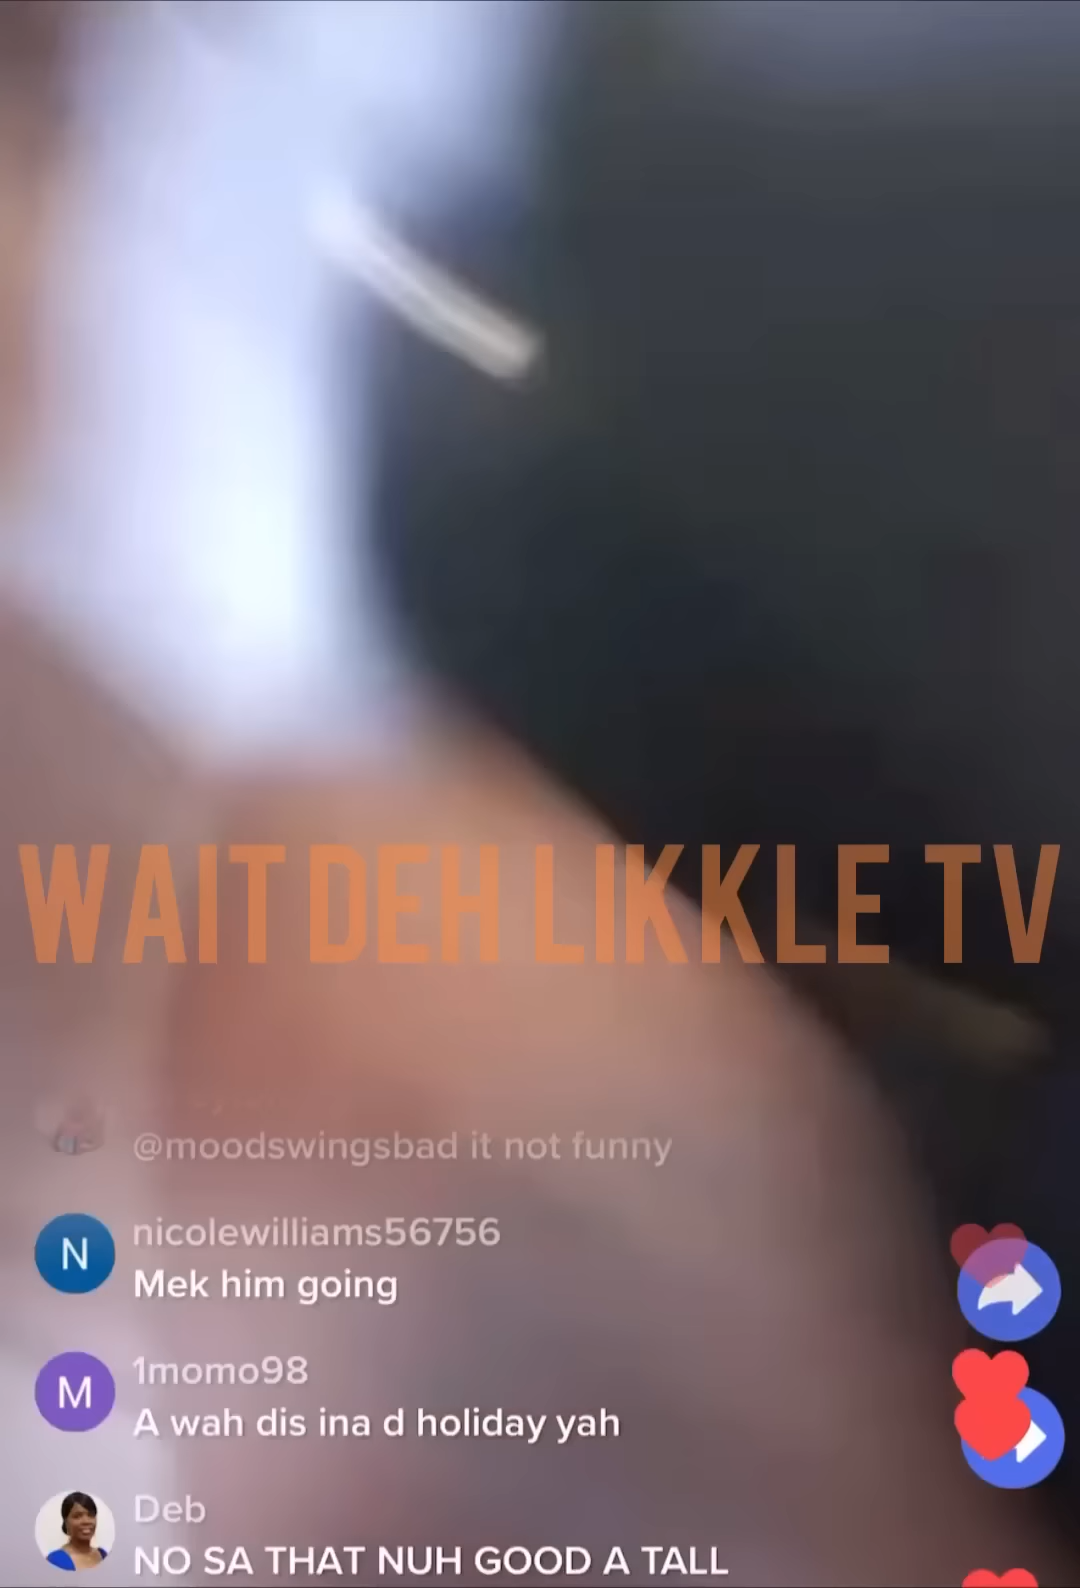 WAIT DEH LIKKLE TV
@moodswingsbad it not funny
N
nicolewilliams56756
Mek him going
M
1momo98
A wah dis ina d holiday yah
Deb
NO SA THAT NUH GOOD A TALL